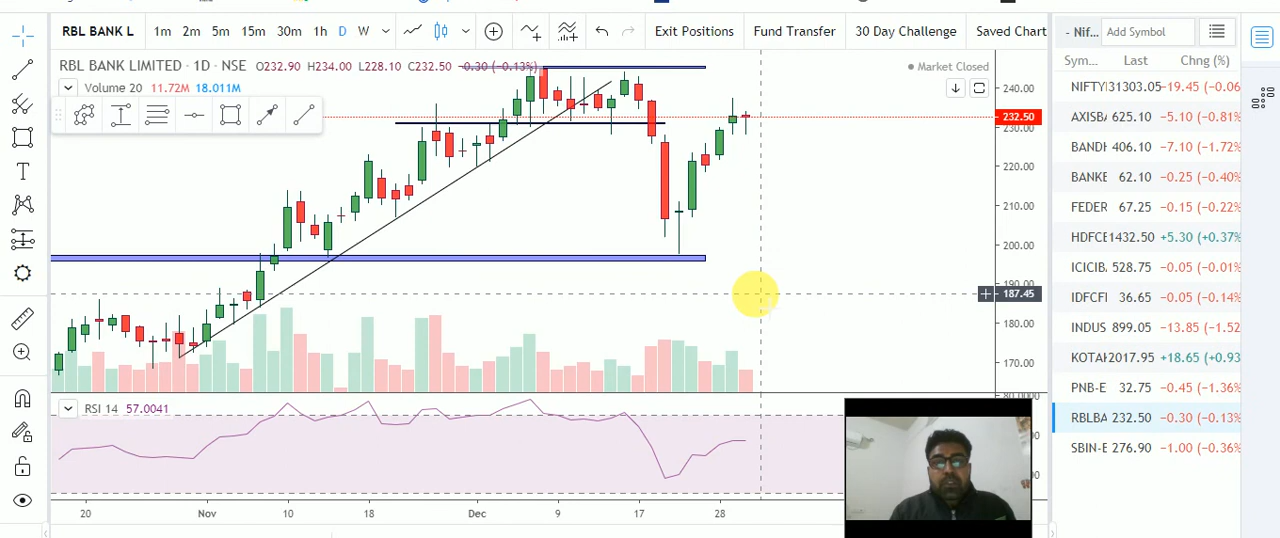 RBL BANK L 1m 2m 5m 15m 30m 1h D W Exit Positions Fund Transfer 30 Day Challenge Saved Chart
- Nif... Add Symbol
RBL BANK LIMITED · 1D · NSE O232.90 H234.00 L228.10 C232.50 -0.30 (-0.13%)
Market Closed
Volume 20 11.72M 18.011M
240.00
232.50
230.00
220.00
210.00
200.00
190.00
187.45
180.00
170.00
80.0000
RSI 14 57.0041
20 Nov 10 18 Dec 9 17 28
Sym... Last Chng (%)
NIFTY 31303.05 -19.45 (-0.06
AXISB 625.10 -5.10 (-0.81%)
BANDH 406.10 -7.10 (-1.72%
BANKE 62.10 -0.25 (-0.40%
FEDER 67.25 -0.15 (-0.22%
HDFCE 1432.50 +5.30 (+0.37%
ICICIB, 528.75 -0.05 (-0.01%)
IDFCFI 36.65 -0.05 (-0.14%
INDUS 899.05 -13.85 (-1.52
KOTAK 2017.95 +18.65 (+0.93
PNB-E 32.75 -0.45 (-1.36%
RBLBA 232.50 -0.30 (-0.13%
SBIN-E 276.90 -1.00 (-0.36%